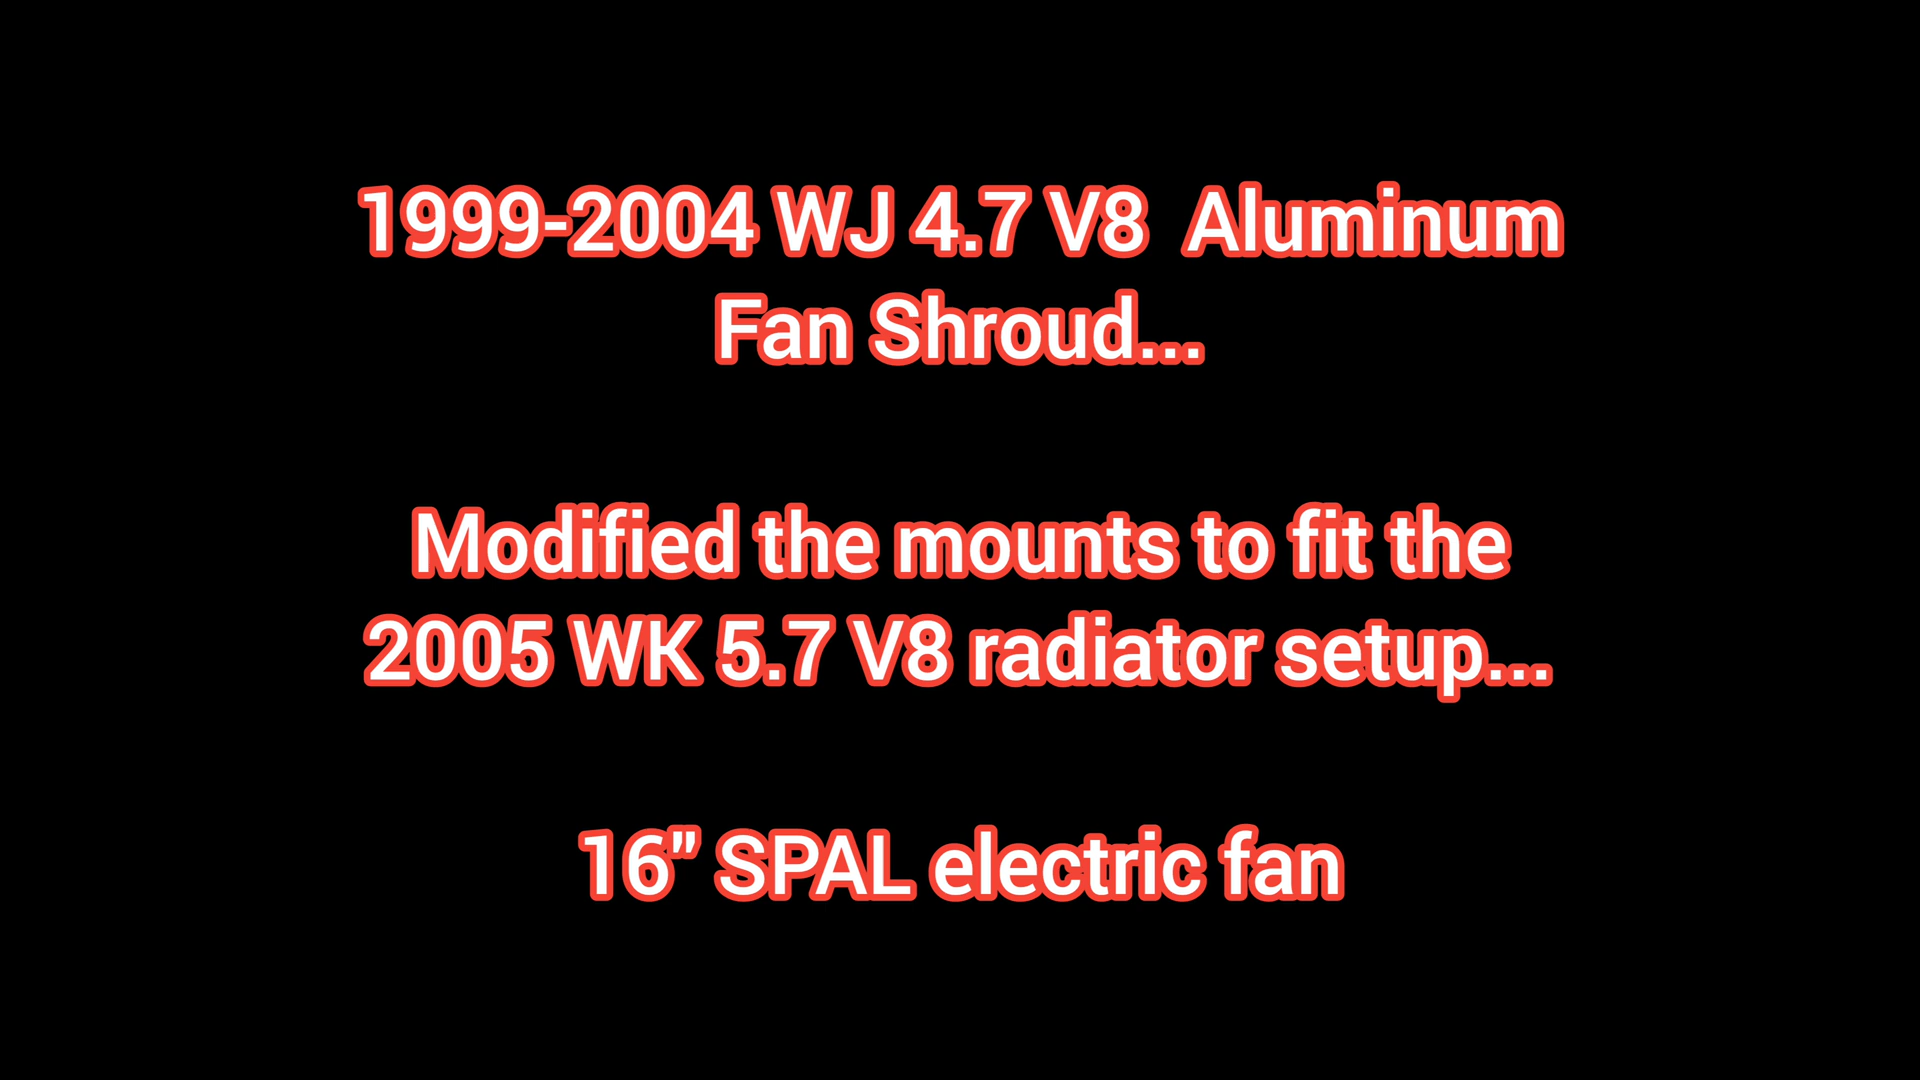 1999-2004 WJ 4.7 V8  Aluminum
Fan Shroud...
Modified the mounts to fit the
2005 WK 5.7 V8 radiator setup...
16" SPAL electric fan